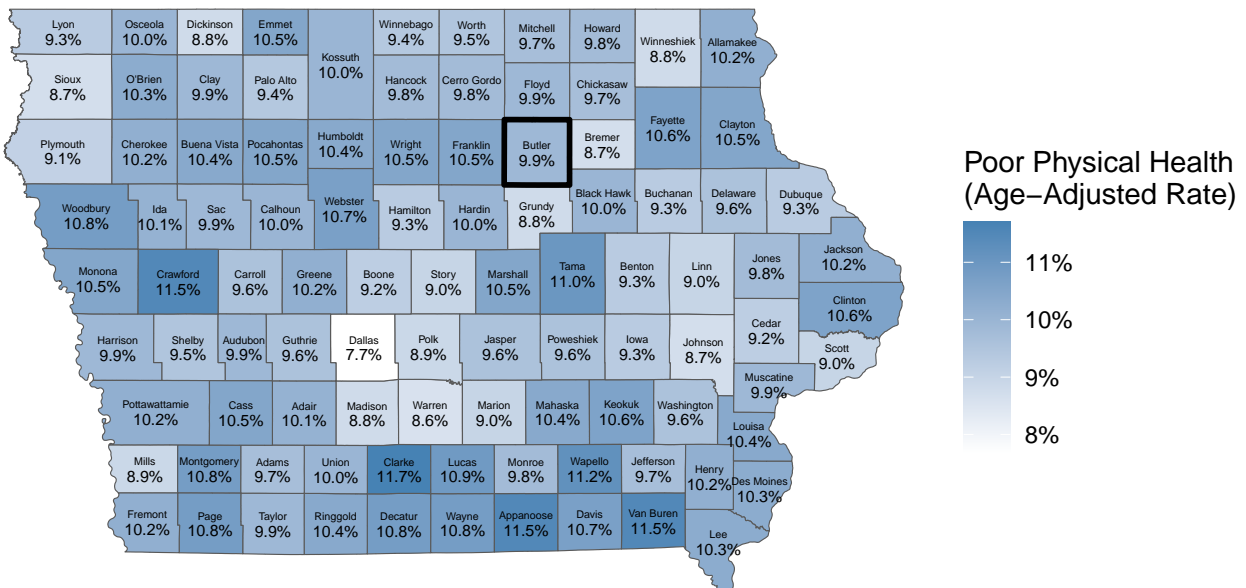 Lyon
9.3%
Osceola
10.0%
Dickinson
8.8%
Emmet
10.5%
Kossuth
10.0%
Winnebago
9.4%
Worth
9.5%
Mitchell
9.7%
Howard
9.8%
Winneshiek
8.8%
Allamakee
10.2%
Sioux
8.7%
O'Brien
10.3%
Clay
9.9%
Palo Alto
9.4%
Hancock
9.8%
Cerro Gordo
9.8%
Floyd
9.9%
Chickasaw
9.7%
Fayette
10.6%
Clayton
10.5%
Plymouth
9.1%
Cherokee
10.2%
Buena Vista
10.4%
Pocahontas
10.5%
Humboldt
10.4%
Wright
10.5%
Franklin
10.5%
Butler
9.9%
Bremer
8.7%
Woodbury
10.8%
Ida
10.1%
Sac
9.9%
Calhoun
10.0%
Webster
10.7%
Hamilton
9.3%
Hardin
10.0%
Grundy
8.8%
Black Hawk
10.0%
Buchanan
9.3%
Delaware
9.6%
Dubuque
9.3%
Monona
10.5%
Crawford
11.5%
Carroll
9.6%
Greene
10.2%
Boone
9.2%
Story
9.0%
Marshall
10.5%
Tama
11.0%
Benton
9.3%
Linn
9.0%
Jones
9.8%
Jackson
10.2%
Clinton
10.6%
Harrison
9.9%
Shelby
9.5%
Audubon
9.9%
Guthrie
9.6%
Dallas
7.7%
Polk
8.9%
Jasper
9.6%
Poweshiek
9.6%
Iowa
9.3%
Johnson
8.7%
Cedar
9.2%
Scott
9.0%
Muscatine
9.9%
Pottawattamie
10.2%
Cass
10.5%
Adair
10.1%
Madison
8.8%
Warren
8.6%
Marion
9.0%
Mahaska
10.4%
Keokuk
10.6%
Washington
9.6%
Louisa
10.4%
Mills
8.9%
Montgomery
10.8%
Adams
9.7%
Union
10.0%
Clarke
11.7%
Lucas
10.9%
Monroe
9.8%
Wapello
11.2%
Jefferson
9.7%
Henry
10.2%
Des Moines
10.3%
Fremont
10.2%
Page
10.8%
Taylor
9.9%
Ringgold
10.4%
Decatur
10.8%
Wayne
10.8%
Appanoose
11.5%
Davis
10.7%
Van Buren
11.5%
Lee
10.3%
Poor Physical Health
(Age−Adjusted Rate)
11%
10%
9%
8%